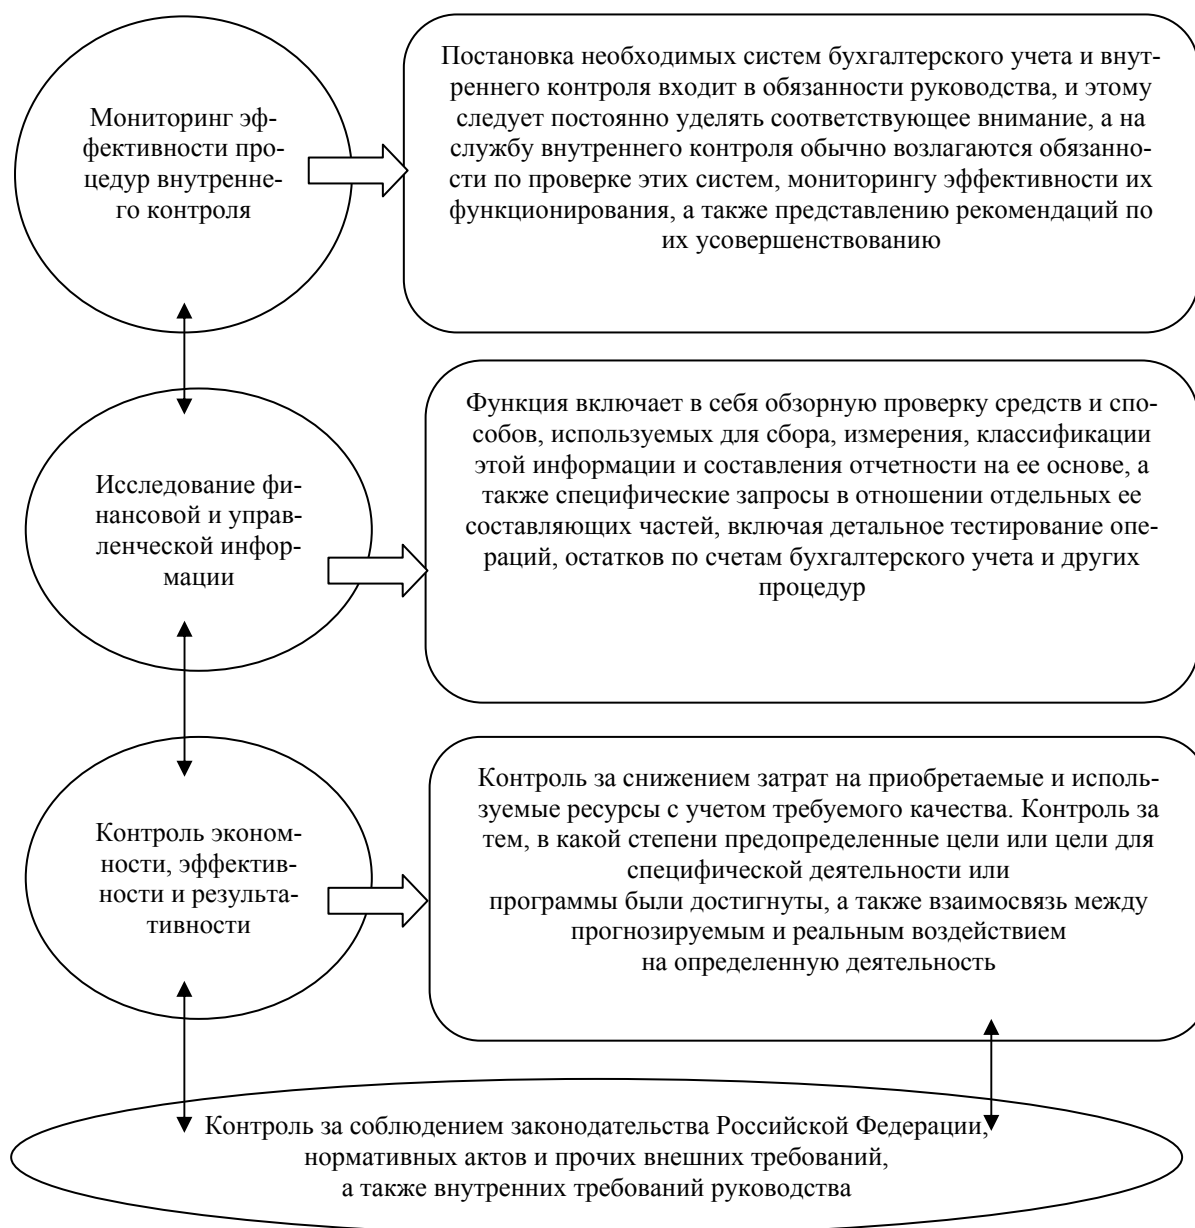 Мониторинг эф-
фективности про-
цедур внутренне-
го контроля
Постановка необходимых систем бухгалтерского учета и внут-
реннего контроля входит в обязанности руководства, и этому
следует постоянно уделять соответствующее внимание, а на
службу внутреннего контроля обычно возлагаются обязанно-
сти по проверке этих систем, мониторингу эффективности их
функционирования, а также представлению рекомендаций по
их усовершенствованию
Исследование фи-
нансовой и управ-
ленческой инфор-
мации
Функция включает в себя обзорную проверку средств и спо-
собов, используемых для сбора, измерения, классификации
этой информации и составления отчетности на ее основе, а
также специфические запросы в отношении отдельных ее
составляющих частей, включая детальное тестирование опе-
раций, остатков по счетам бухгалтерского учета и других
процедур
Контроль эконом-
ности, эффектив-
ности и результа-
тивности
Контроль за снижением затрат на приобретаемые и исполь-
зуемые ресурсы с учетом требуемого качества. Контроль за
тем, в какой степени предопределенные цели или цели для
специфической деятельности или
программы были достигнуты, а также взаимосвязь между
прогнозируемым и реальным воздействием
на определенную деятельность
Контроль за соблюдением законодательства Российской Федерации,
нормативных актов и прочих внешних требований,
а также внутренних требований руководства